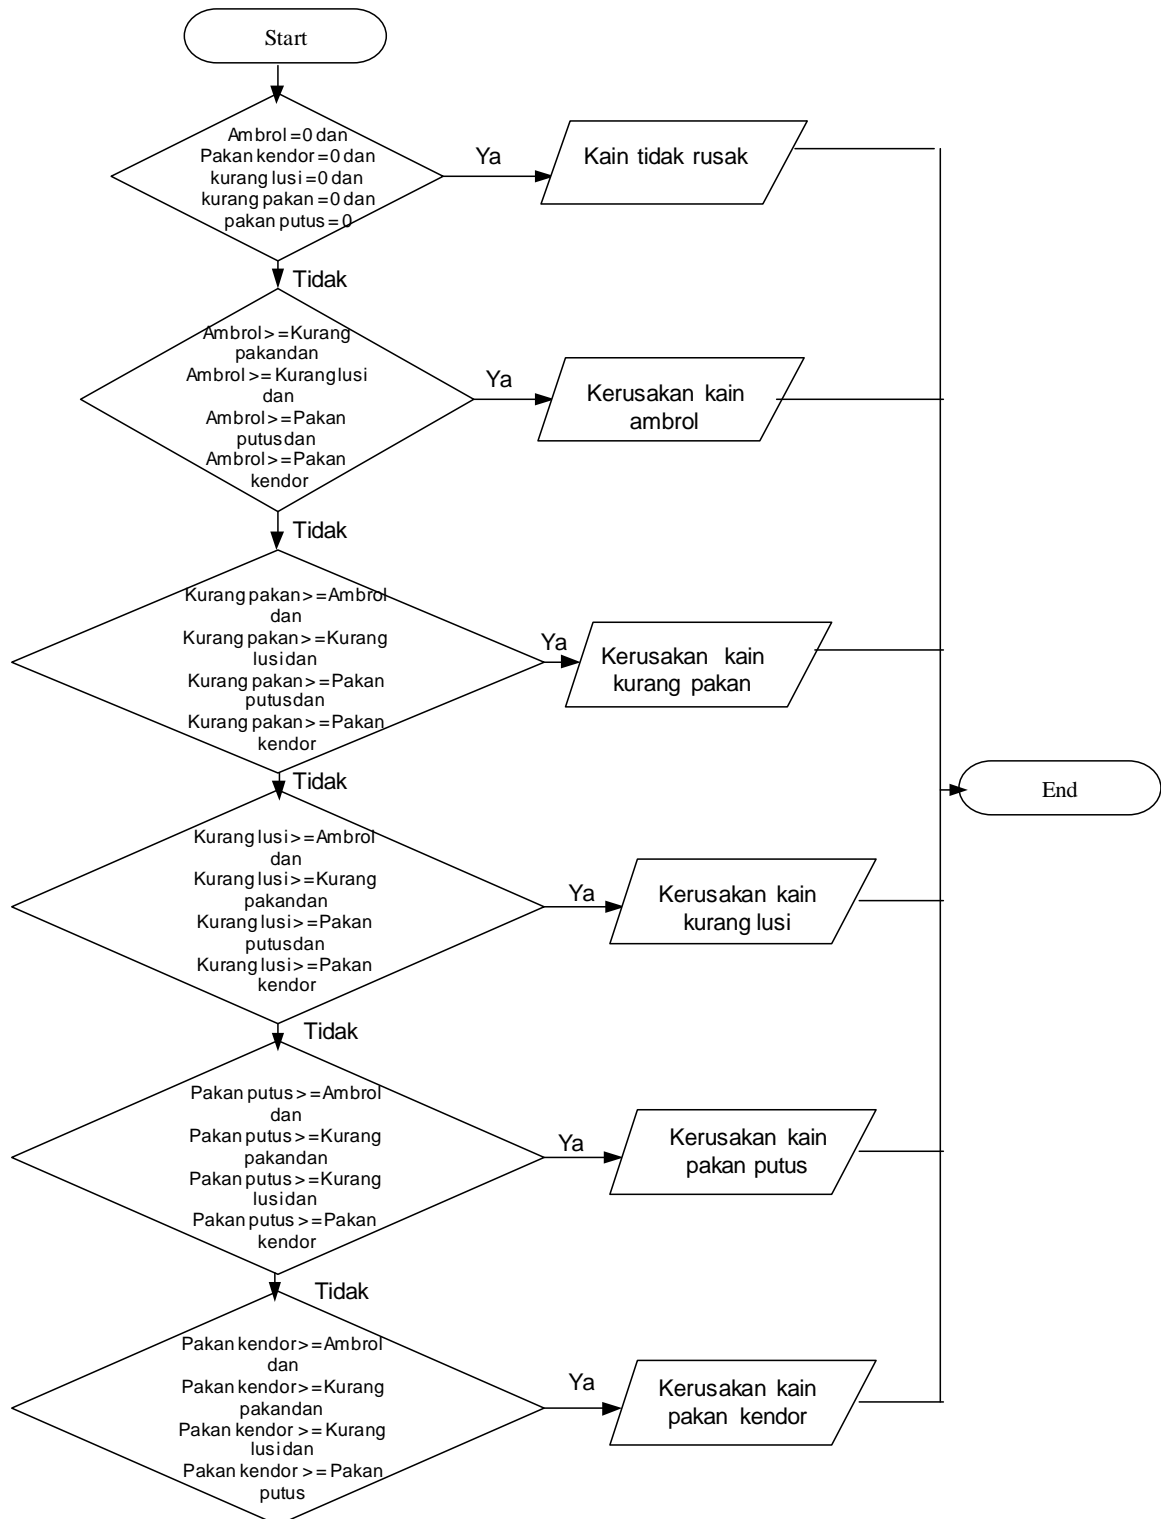 Start
Ambrol=0 dan
Pakan kendor=0 dan
kurang lusi=0 dan
kurang pakan=0 dan
pakan putus=0
Ya
Kain tidak rusak
Tidak
Ambrol>=Kurang
pakandan
Ambrol>=Kuranglusi
dan
Ambrol>=Pakan
putusdan
Ambrol>=Pakan
kendor
Ya
Kerusakan kain
ambrol
Tidak
Kurang pakan>=Ambrol
dan
Kurang pakan>=Kurang
lusidan
Kurang pakan>=Pakan
putusdan
Kurang pakan>=Pakan
kendor
Ya
Kerusakan kain
kurang pakan
Tidak
End
Kurang lusi>=Ambrol
dan
Kurang lusi>=Kurang
pakandan
Kurang lusi>=Pakan
putusdan
Kurang lusi>=Pakan
kendor
Ya
Kerusakan kain
kurang lusi
Tidak
Pakan putus>=Ambrol
dan
Pakan putus>=Kurang
pakandan
Pakan putus>=Kurang
lusidan
Pakan putus>=Pakan
kendor
Ya
Kerusakan kain
pakan putus
Tidak
Pakan kendor>=Ambrol
dan
Pakan kendor>=Kurang
pakandan
Pakan kendor >=Kurang
lusidan
Pakan kendor >=Pakan
putus
Ya
Kerusakan kain
pakan kendor